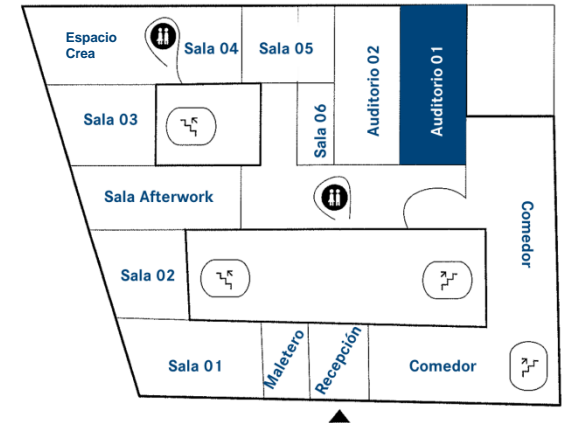 Espacio
Crea
Sala 04
Sala 05
Auditorio 02
Auditorio 01
Sala 03
Sala 06
Sala Afterwork
Comedor
Sala 02
Sala 01
Maletero
Recepción
Comedor